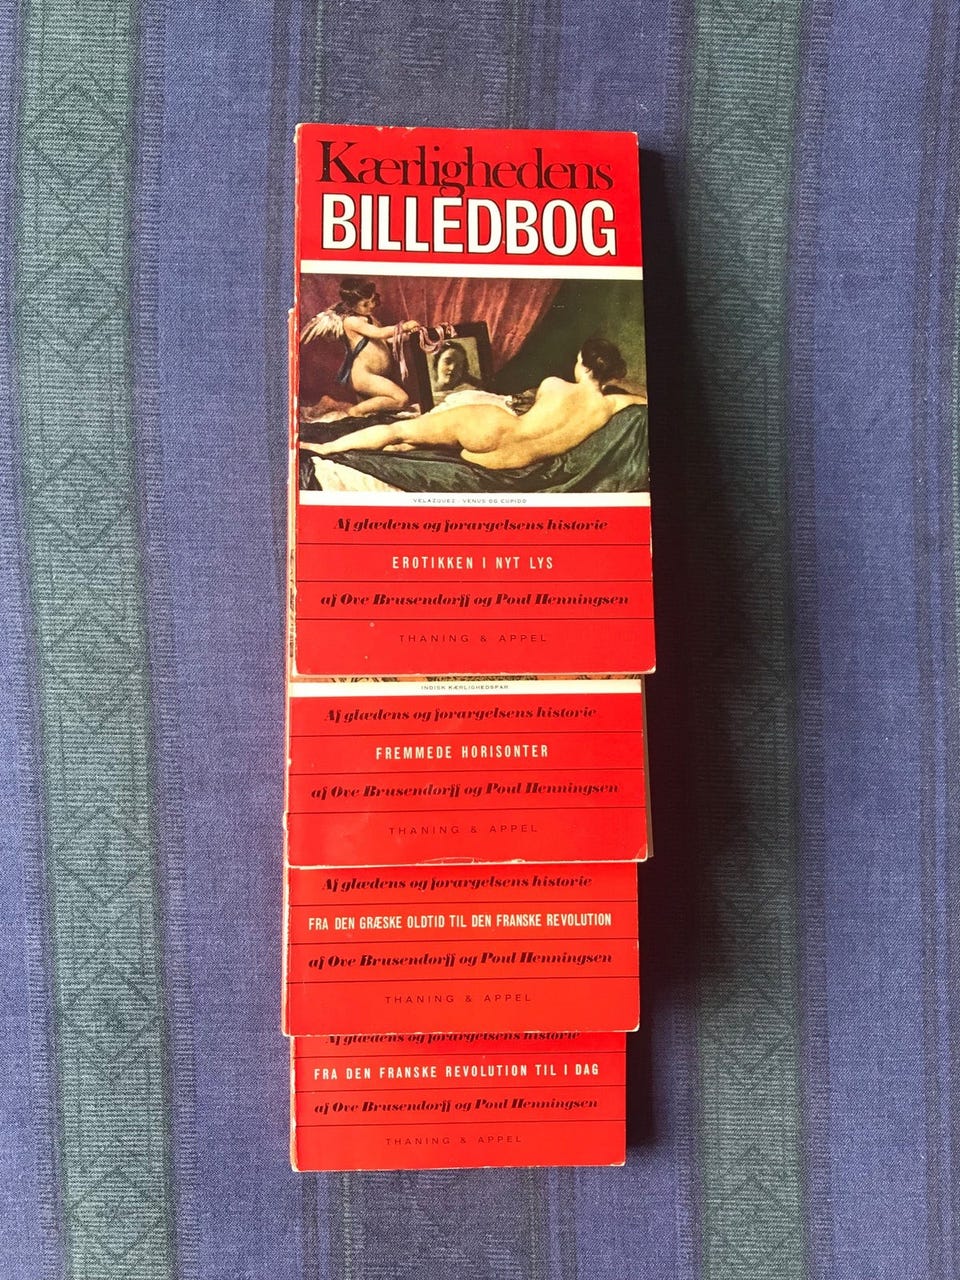 Kærlighedens
BILLEDBOG
VELAZQUEZ · VENUS OG CUPIDO
Af glædens og forargelsens historie
EROTIKKEN I NYT LYS
af Ove Brusendorff og Poul Henningsen
THANING & APPEL
INDISK KÆRLIGHEDSPAR
Af glædens og forargelsens historie
FREMMEDE HORISONTER
af Ove Brusendorff og Poul Henningsen
THANING & APPEL
Af glædens og forargelsens historie
FRA DEN GRÆSKE OLDTID TIL DEN FRANSKE REVOLUTION
af Ove Brusendorff og Poul Henningsen
THANING & APPEL
Af glædens og forargelsens historie
FRA DEN FRANSKE REVOLUTION TIL I DAG
af Ove Brusendorff og Poul Henningsen
THANING & APPEL